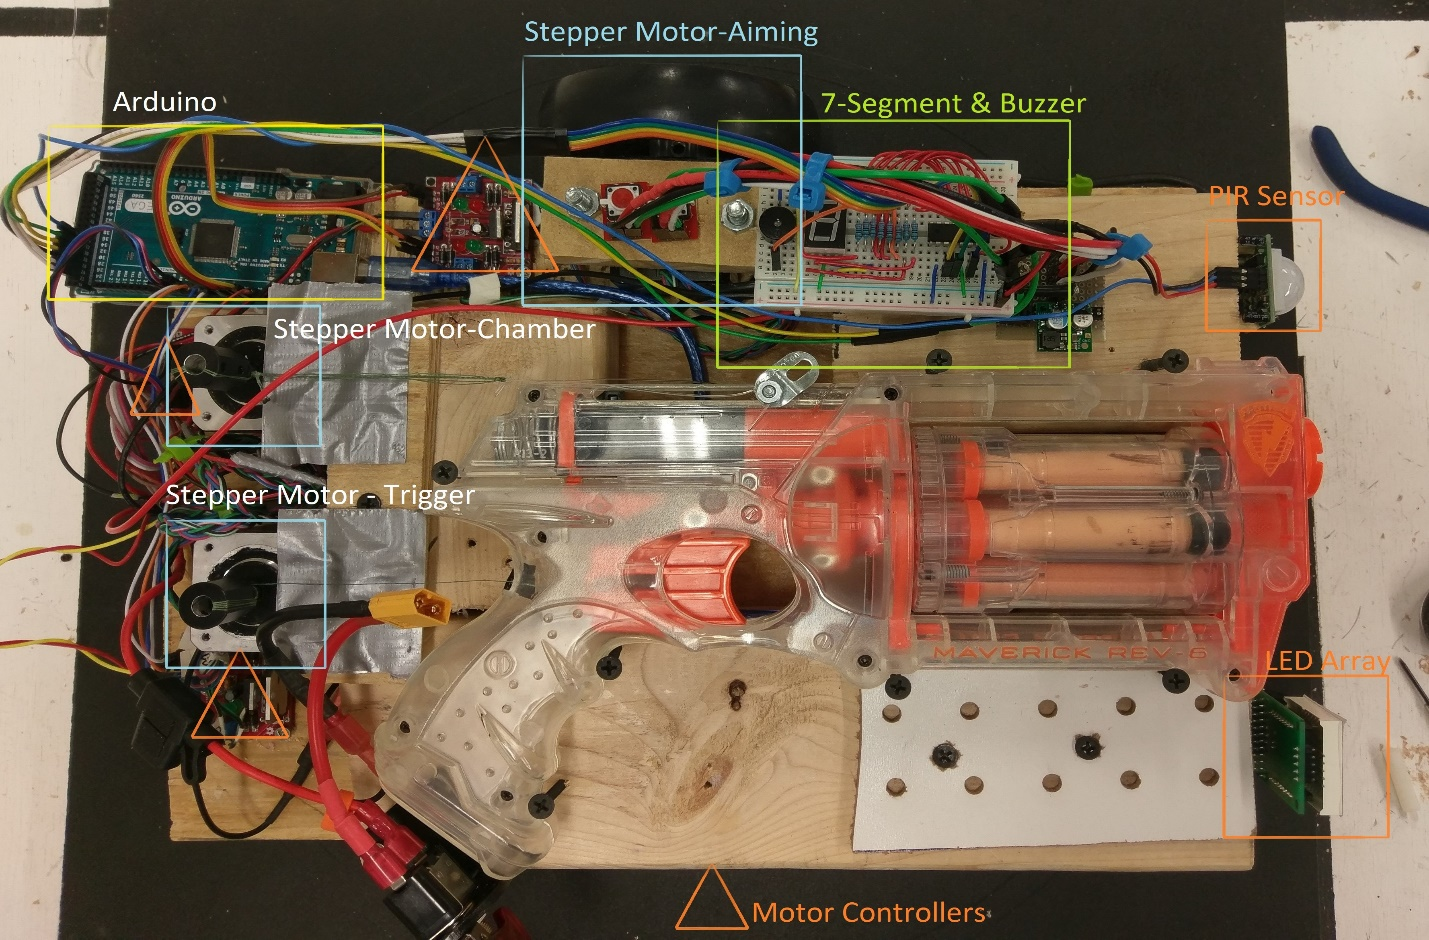 Stepper Motor-Aiming
Arduino
7-Segment & Buzzer
PIR Sensor
ARDUINO
Stepper Motor-Chamber
Stepper Motor - Trigger
MAVERICK REV-6
LED Array
Motor Controllers